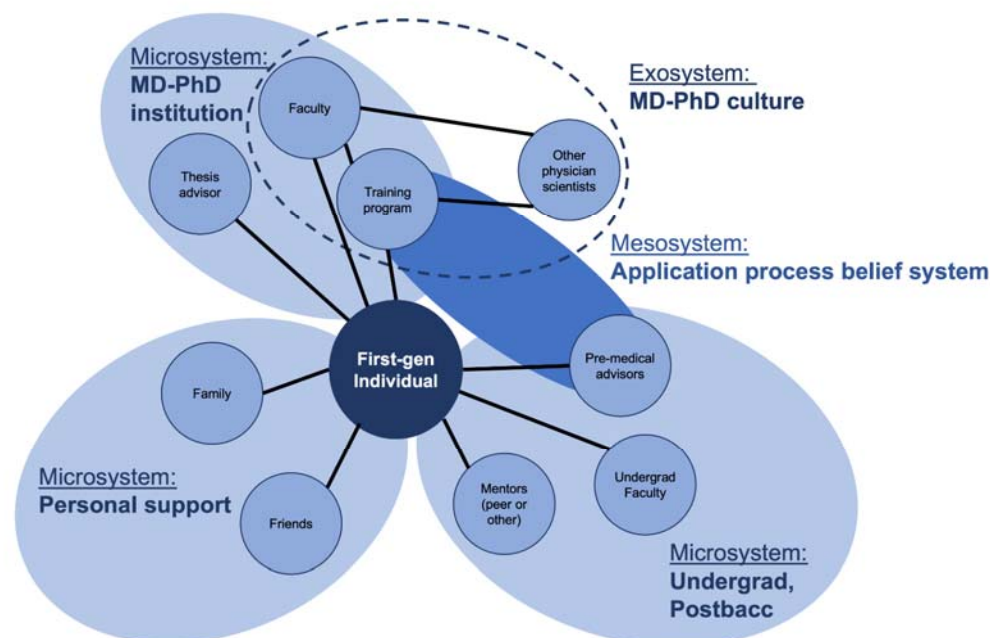 Microsystem:
MD-PhD
institution
Faculty
Exosystem:
MD-PhD culture
Other
physician
scientists
Thesis
advisor
Training
program
Mesosystem:
Application process belief system
First-gen
Individual
Pre-medical
advisors
Family
Microsystem:
Personal support
Friends
Mentors
(peer or
other)
Undergrad
Faculty
Microsystem:
Undergrad,
Postbacc